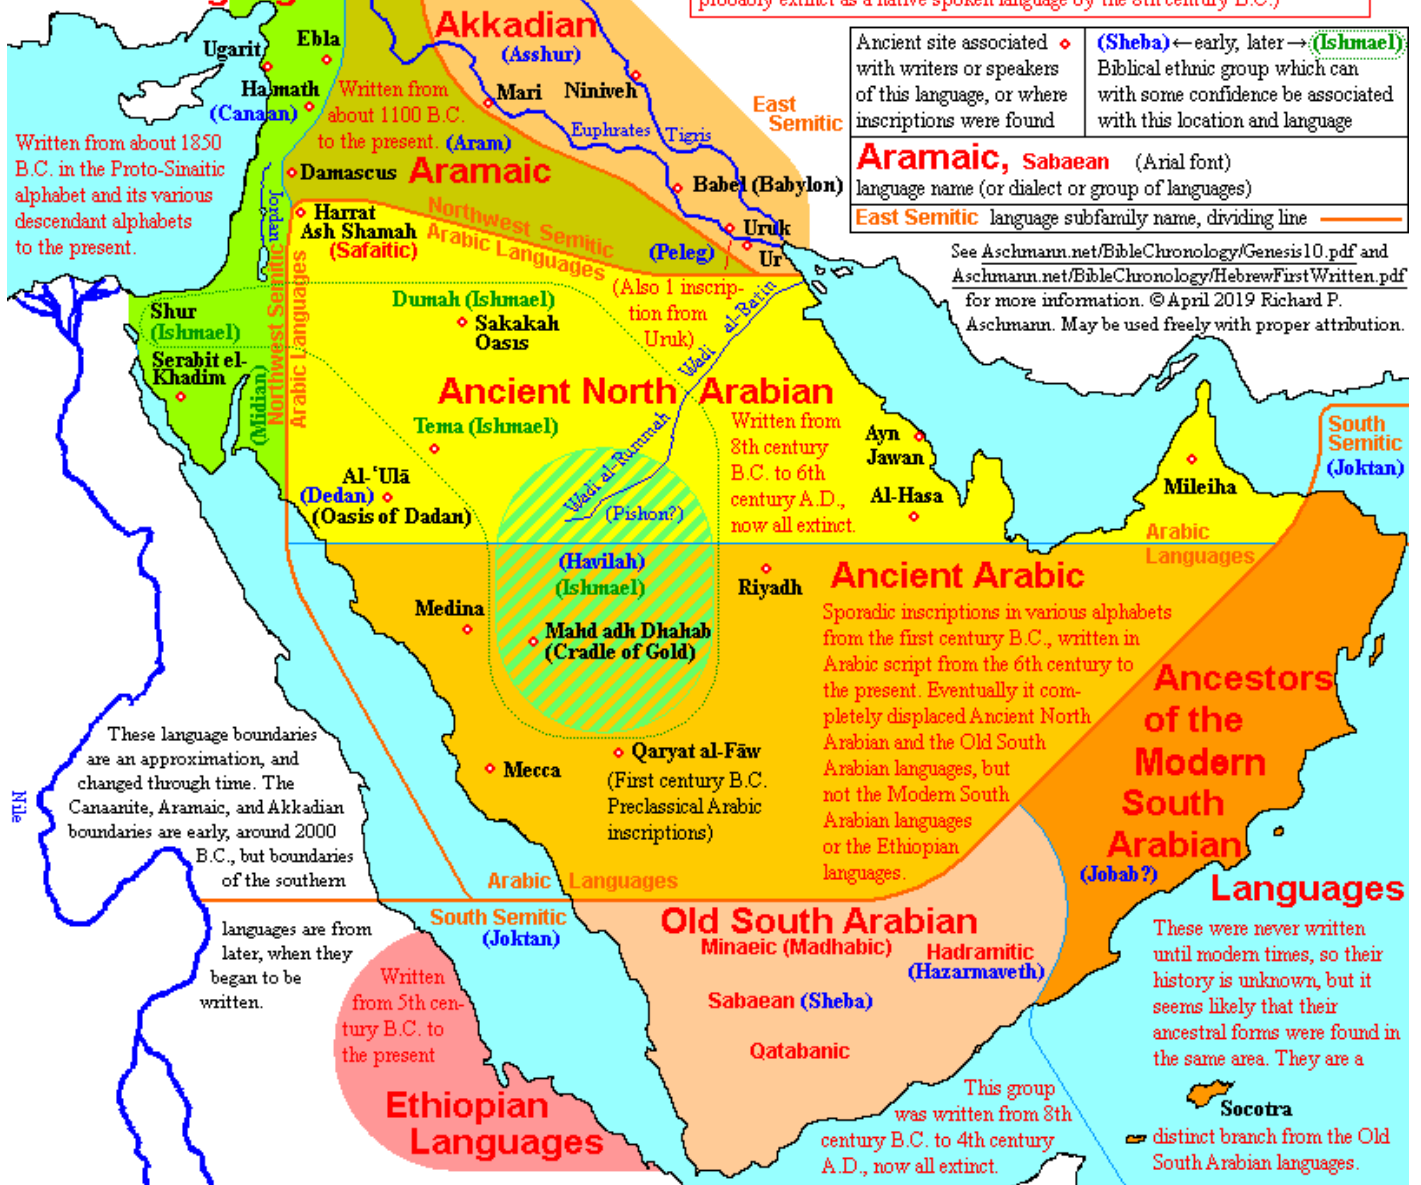 probably extinct as a native spoken language by the 8th century B.C.)
Akkadian
(Asshur)
Ugarit
Ebla
Hamath
(Canaan)
Written from
about 1100 B.C.
to the present. (Aram)
Aramaic
Mari
Niniveh
Euphrates
Tigris
East
Semitic
Babel (Babylon)
Uruk
Ur
(Peleg)
Damascus
Jordan
Written from about 1850
B.C. in the Proto-Sinaitic
alphabet and its various
descendant alphabets
to the present.
Ancient site associated
with writers or speakers
of this language, or where
inscriptions were found
(Sheba)←early, later→(Ishmael)
Biblical ethnic group which can
with some confidence be associated
with this location and language
Aramaic, Sabaean (Arial font)
language name (or dialect or group of languages)
East Semitic language subfamily name, dividing line
See Aschmann.net/BibleChronology/Genesis10.pdf and
Aschmann.net/BibleChronology/HebrewFirstWritten.pdf
for more information. © April 2019 Richard P.
Aschmann. May be used freely with proper attribution.
Harrat
Ash Shamah
(Safaitic)
Northwest Semitic
Arabic Languages
Northwest Semitic
Arabic Languages
(Also 1 inscrip-
tion from
Uruk)
Wadi al-Batin
Dumah (Ishmael)
Sakakah
Oasis
Shur
(Ishmael)
Serabit el-
Khadim
(Midian)
Ancient North Arabian
Tema (Ishmael)
Written from
8th century
B.C. to 6th
century A.D.,
now all extinct.
Wadi al-Rummah
(Pishon?)
Al-ʻUlā
(Dedan)
(Oasis of Dadan)
Ayn
Jawan
Al-Hasa
Mileiha
South
Semitic
(Joktan)
Arabic
Languages
(Havilah)
(Ishmael)
Mahd adh Dhahab
(Cradle of Gold)
Medina
Riyadh
Ancient Arabic
Sporadic inscriptions in various alphabets
from the first century B.C., written in
Arabic script from the 6th century to
the present. Eventually it com-
pletely displaced Ancient North
Arabian and the Old South
Arabian languages, but
not the Modern South
Arabian languages
or the Ethiopian
languages.
Mecca
Qaryat al-Fāw
(First century B.C.
Preclassical Arabic
inscriptions)
Ancestors
of the
Modern
South
Arabian
Languages
(Jobab?)
These were never written
until modern times, so their
history is unknown, but it
seems likely that their
ancestral forms were found in
the same area. They are a
Socotra
distinct branch from the Old
South Arabian languages.
Nile
These language boundaries
are an approximation, and
changed through time. The
Canaanite, Aramaic, and Akkadian
boundaries are early, around 2000
B.C., but boundaries
of the southern
languages are from
later, when they
began to be
written.
Arabic Languages
South Semitic
(Joktan)
Old South Arabian
Minaeic (Madhabic)
Hadramitic
(Hazarmaveth)
Sabaean (Sheba)
Qatabanic
This group
was written from 8th
century B.C. to 4th century
A.D., now all extinct.
Written
from 5th cen-
tury B.C. to
the present
Ethiopian
Languages